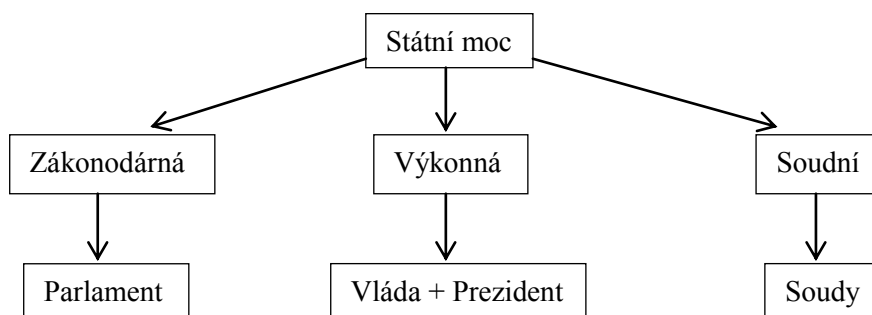 Státní moc
Zákonodárná
Výkonná
Soudní
Parlament
Vláda + Prezident
Soudy